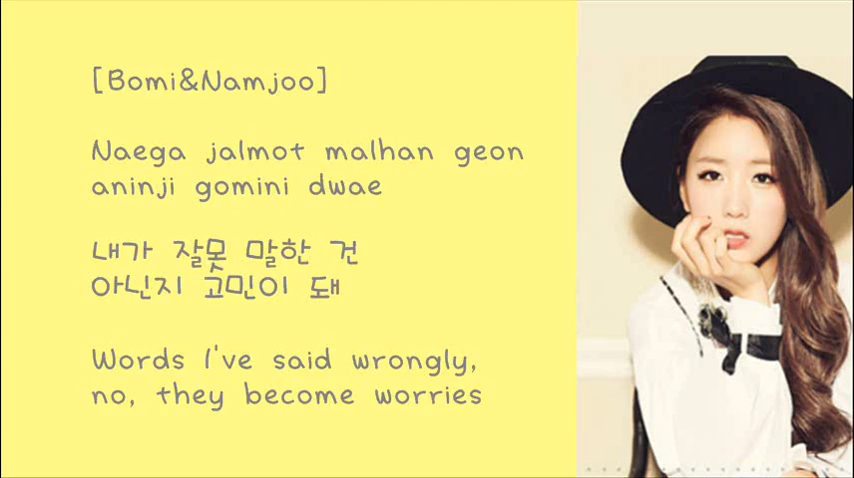 [Bomi&Namjoo]
Naega jalmot malhan geon
aninji gomini dwae
내가 잘못 말한 건
아닌지 고민이 돼
Words I've said wrongly,
no, they become worries